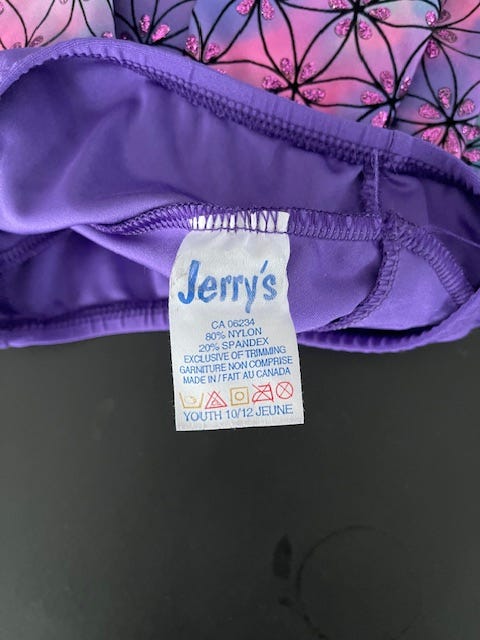 Jerry's
CA 06234
80% NYLON
20% SPANDEX
EXCLUSIVE OF TRIMMING
GARNITURE NON COMPRISE
MADE IN / FAIT AU CANADA
YOUTH 10/12 JEUNE